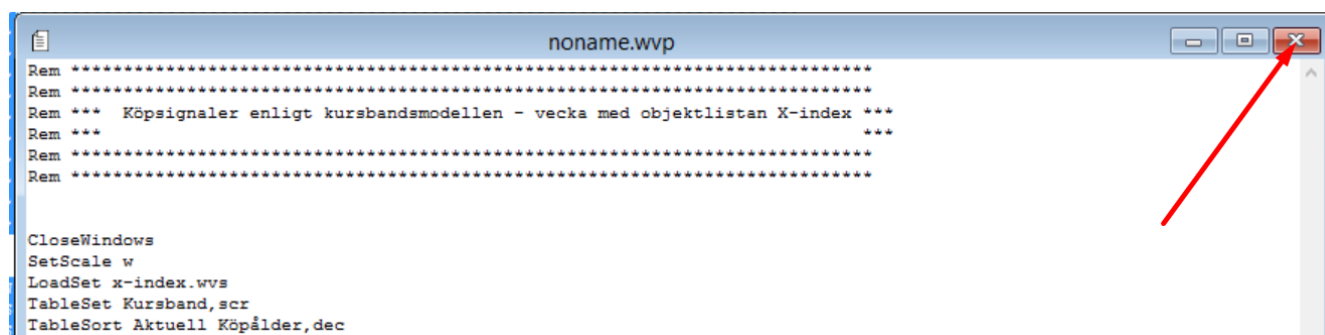 noname.wvp
Rem *****************************************************************************
Rem *****************************************************************************
Rem ***  Köpsignaler enligt kursbandsmodellen - vecka med objektlistan X-index ***
Rem ***                                                                         ***
Rem *****************************************************************************
Rem *****************************************************************************
CloseWindows
SetScale w
LoadSet x-index.wvs
TableSet Kursband,scr
TableSort Aktuell Köpålder,dec